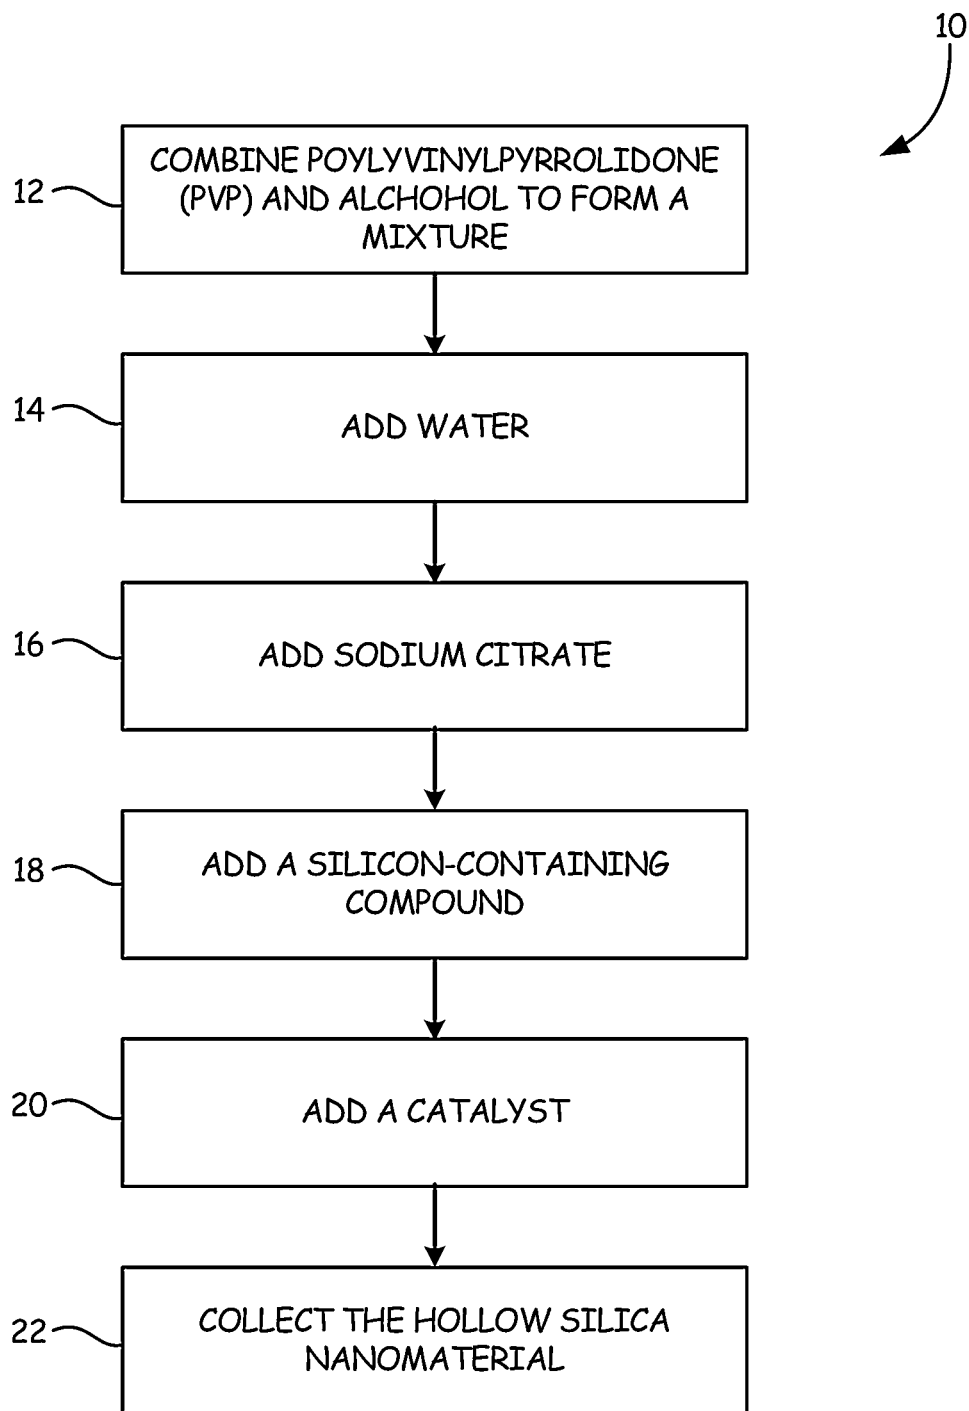 10
12
COMBINE POYLYVINYLPYRROLIDONE
(PVP) AND ALCHOHOL TO FORM A
MIXTURE
14
ADD WATER
16
ADD SODIUM CITRATE
18
ADD A SILICON-CONTAINING
COMPOUND
20
ADD A CATALYST
22
COLLECT THE HOLLOW SILICA
NANOMATERIAL